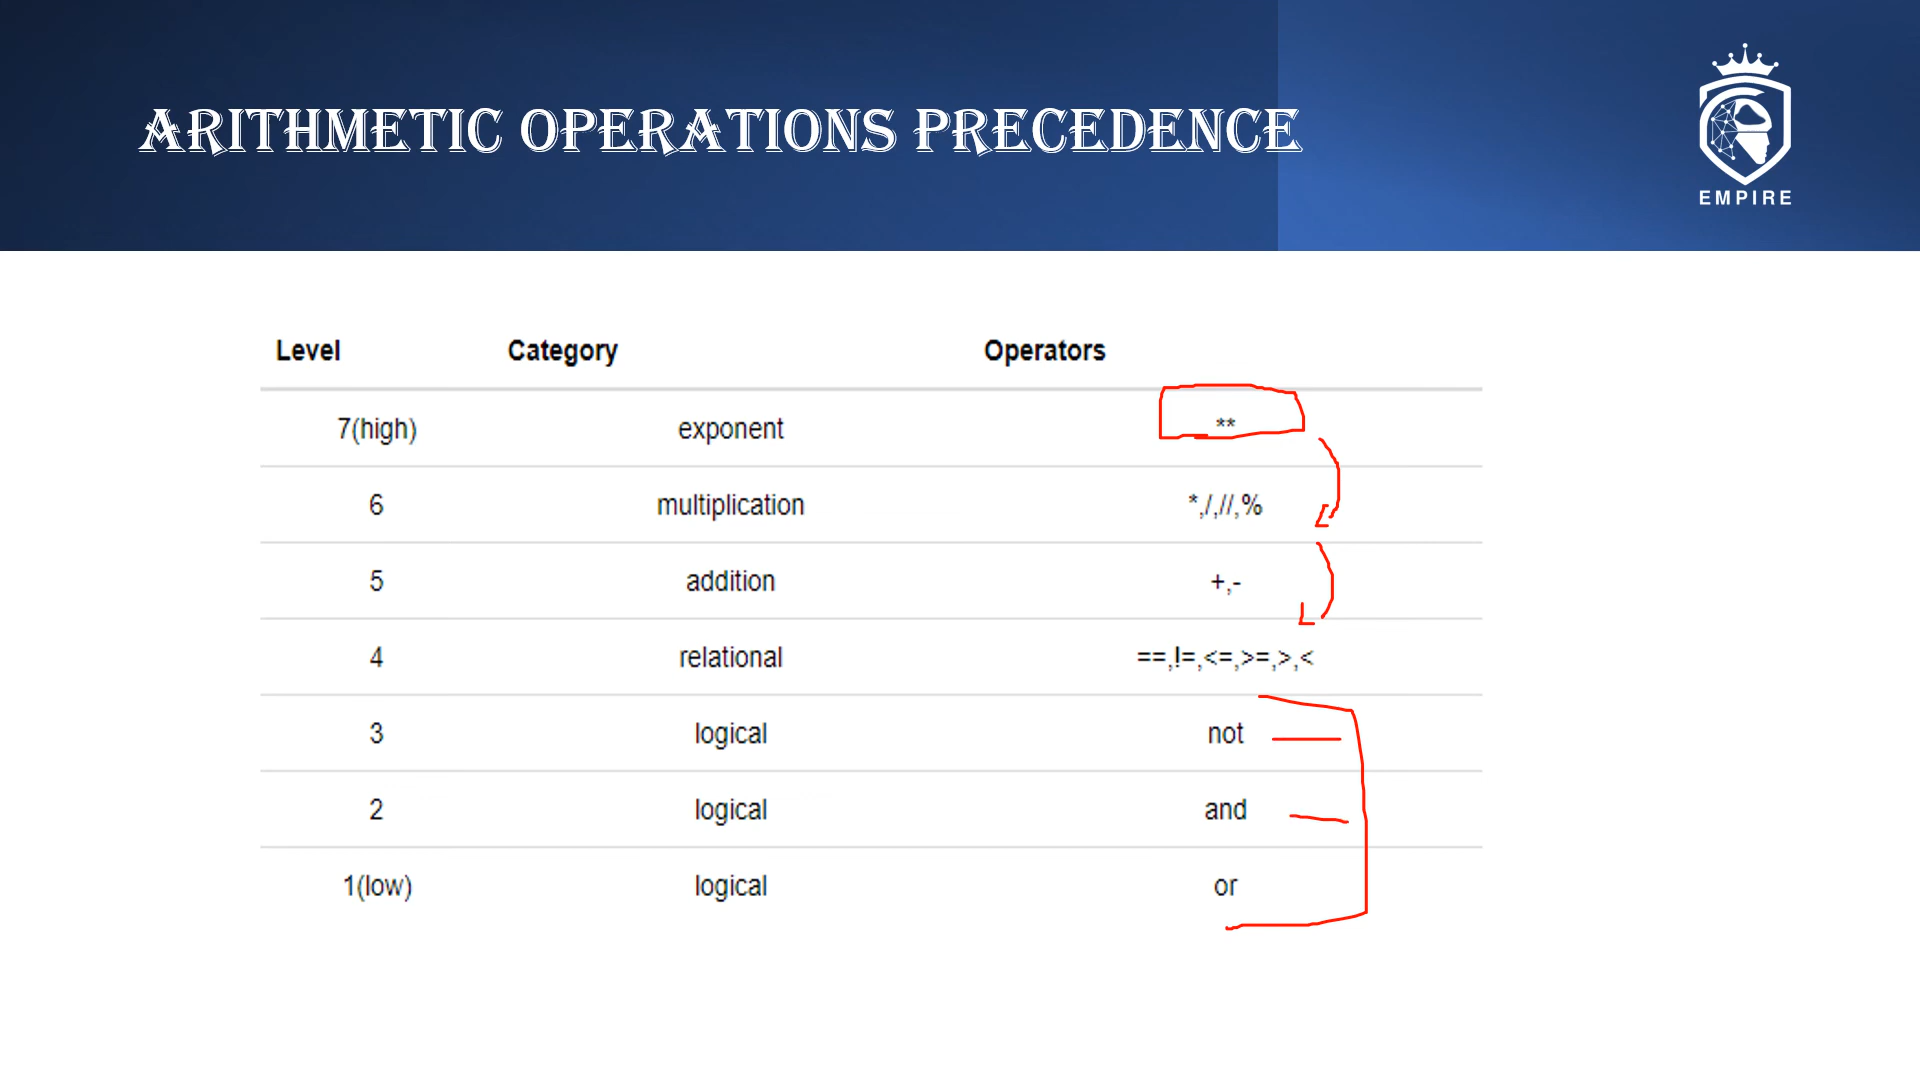 ARITHMETIC OPERATIONS PRECEDENCE
EMPIRE
Level Category Operators
7(high) exponent **
6 multiplication *,/,//,%
5 addition +,-
4 relational ==,!=,<=,>=,>,<
3 logical not
2 logical and
1(low) logical or